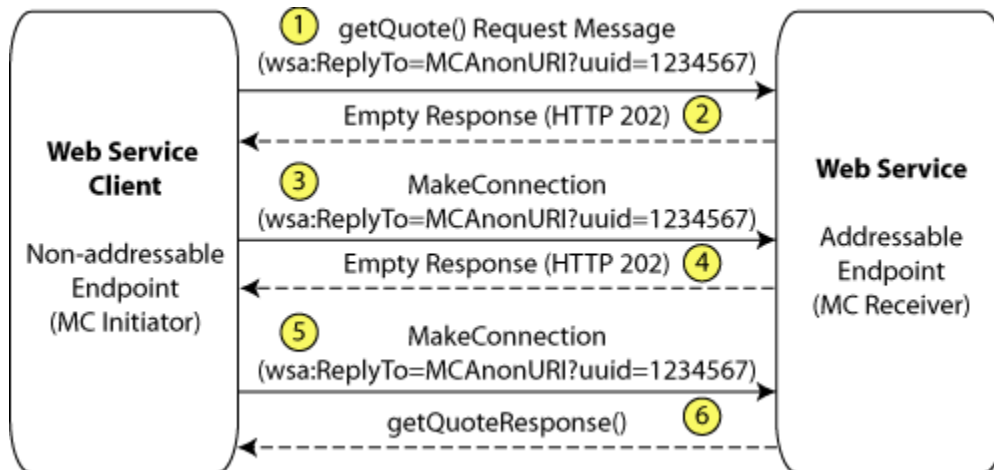 1 getQuote() Request Message
(wsa:ReplyTo=MCAnonURI?uuid=1234567)
Empty Response (HTTP 202) 2
Web Service
Client
Non-addressable
Endpoint
(MC Initiator)
3 MakeConnection
(wsa:ReplyTo=MCAnonURI?uuid=1234567)
Empty Response (HTTP 202) 4
5 MakeConnection
(wsa:ReplyTo=MCAnonURI?uuid=1234567)
getQuoteResponse() 6
Web Service
Addressable
Endpoint
(MC Receiver)